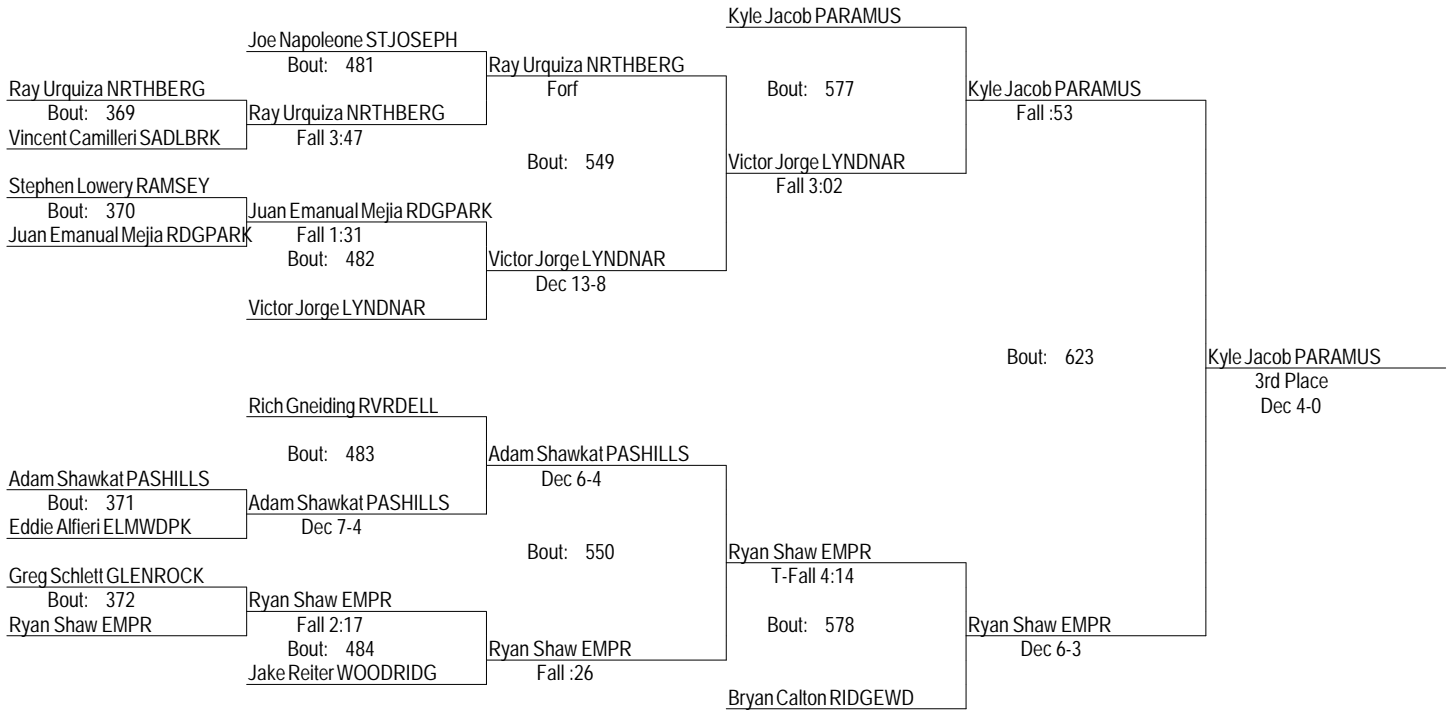 Kyle Jacob PARAMUS
Joe Napoleone STJOSEPH
Bout: 481
Ray Urquiza NRTHBERG
Forf
Ray Urquiza NRTHBERG
Bout: 369
Vincent Camilleri SADLBRK
Ray Urquiza NRTHBERG
Fall 3:47
Bout: 577
Kyle Jacob PARAMUS
Fall :53
Bout: 549
Victor Jorge LYNDNAR
Fall 3:02
Stephen Lowery RAMSEY
Bout: 370
Juan Emanual Mejia RDGPARK
Juan Emanual Mejia RDGPARK
Fall 1:31
Bout: 482
Victor Jorge LYNDNAR
Dec 13-8
Victor Jorge LYNDNAR
Bout: 623
Kyle Jacob PARAMUS
3rd Place
Dec 4-0
Rich Gneiding RVRDELL
Bout: 483
Adam Shawkat PASHILLS
Dec 6-4
Adam Shawkat PASHILLS
Bout: 371
Eddie Alfieri ELMWDPK
Adam Shawkat PASHILLS
Dec 7-4
Bout: 550
Ryan Shaw EMPR
T-Fall 4:14
Greg Schlett GLENROCK
Bout: 372
Ryan Shaw EMPR
Ryan Shaw EMPR
Fall 2:17
Bout: 484
Jake Reiter WOODRIDG
Ryan Shaw EMPR
Fall :26
Bout: 578
Ryan Shaw EMPR
Dec 6-3
Bryan Calton RIDGEWD